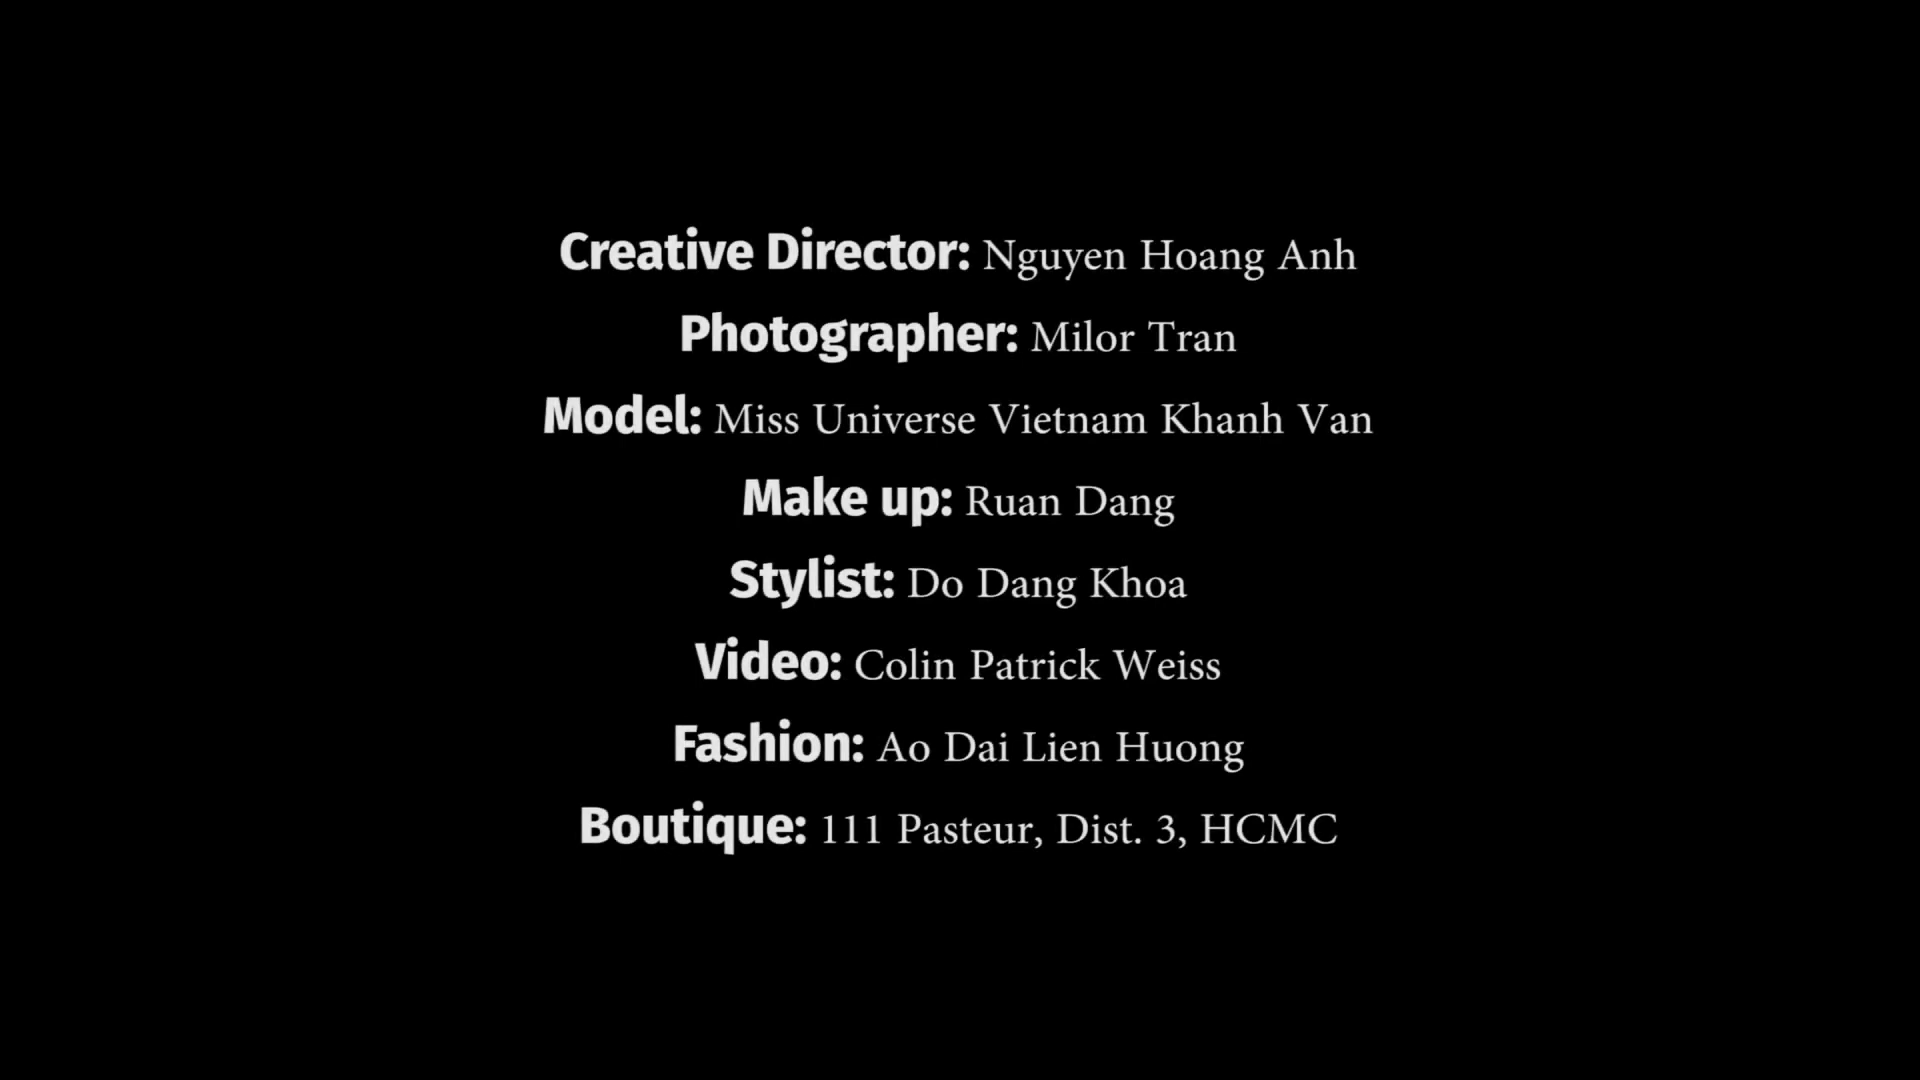 Creative Director: Nguyen Hoang Anh
Photographer: Milor Tran
Model: Miss Universe Vietnam Khanh Van
Make up: Ruan Dang
Stylist: Do Dang Khoa
Video: Colin Patrick Weiss
Fashion: Ao Dai Lien Huong
Boutique: 111 Pasteur, Dist. 3, HCMC